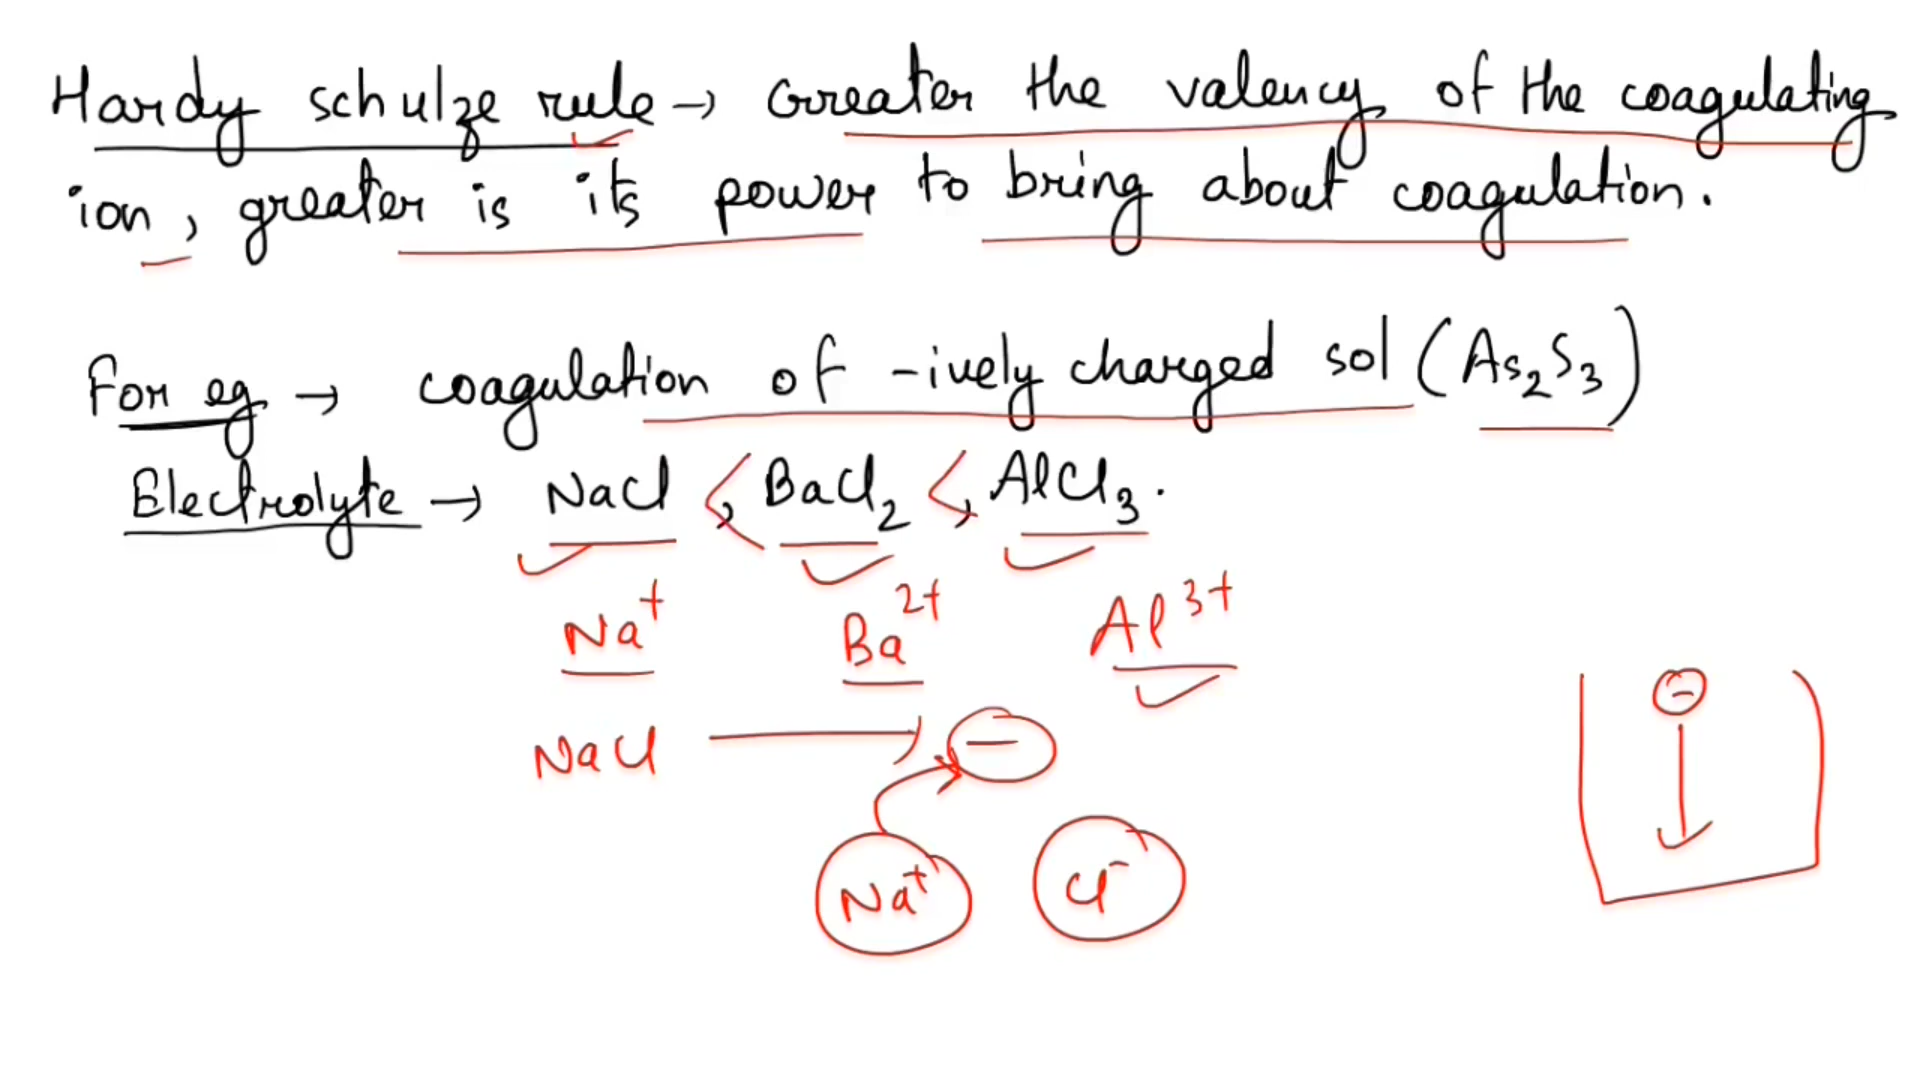 Hardy schulze rule → Greater the valency of the coagulating
ion, greater is its power to bring about coagulation.
For eg → coagulation of -ively charged sol (As₂S₃)
Electrolyte → NaCl < , BaCl₂ < , AlCl₃.
Na⁺ Ba²⁺ Al³⁺
NaCl → −
Na⁺ Cl⁻
−